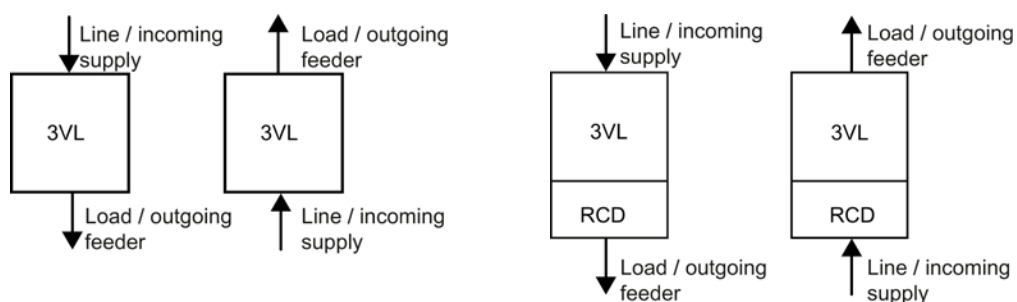 Line / incoming
supply
3VL
Load / outgoing
feeder
Load / outgoing
feeder
3VL
Line / incoming
supply
Line / incoming
supply
3VL
RCD
Load / outgoing
feeder
Load / outgoing
feeder
3VL
RCD
Line / incoming
supply